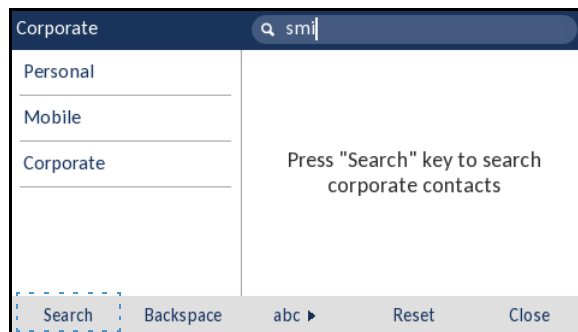 Corporate
smi
Personal
Mobile
Corporate
Press "Search" key to search
corporate contacts
Search Backspace abc Reset Close